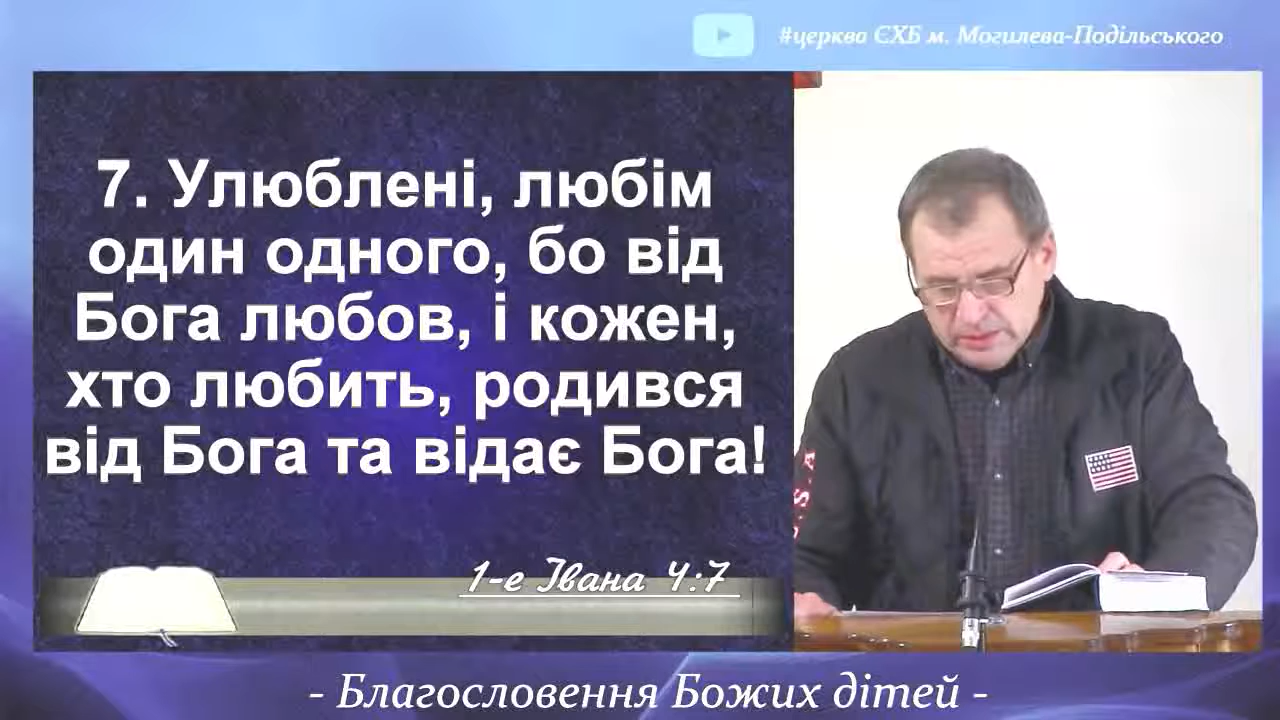 #церква ЄХБ м. Могилева-Подільського
7. Улюблені, любім
один одного, бо від
Бога любов, і кожен,
хто любить, родився
від Бога та відає Бога!
1-е Івана 4:7
- Благословення Божих дітей -